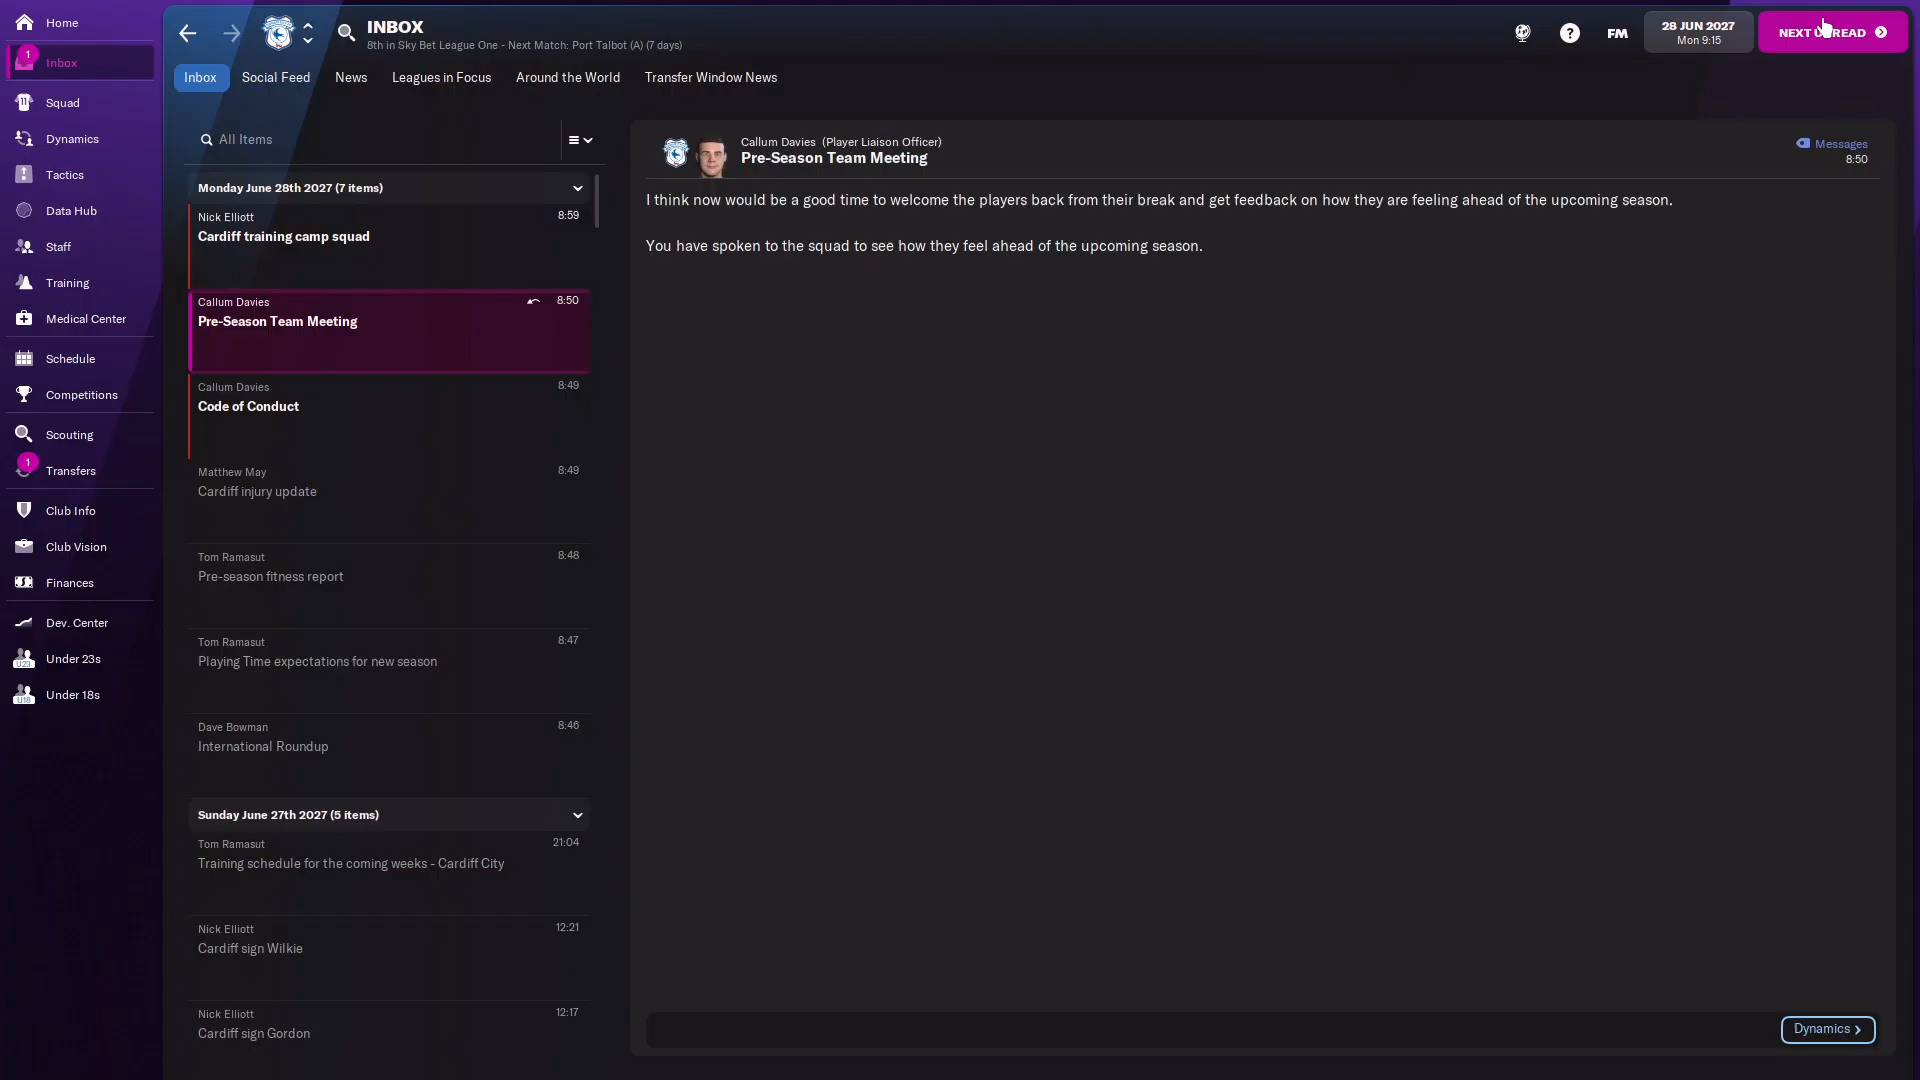 Home
1
Inbox
Squad
Dynamics
Tactics
Data Hub
Staff
Training
Medical Center
Schedule
Competitions
Scouting
1
Transfers
Club Info
Club Vision
Finances
Dev. Center
U23
Under 23s
U18
Under 18s
INBOX
8th in Sky Bet League One - Next Match: Port Talbot (A) (7 days)
?
FM
28 JUN 2027
Mon 9:15
NEXT UNREAD
Inbox
Social Feed
News
Leagues in Focus
Around the World
Transfer Window News
All Items
Monday June 28th 2027 (7 items)
Nick Elliott
8:59
Cardiff training camp squad
Callum Davies
8:50
Pre-Season Team Meeting
Callum Davies
8:49
Code of Conduct
Matthew May
8:49
Cardiff injury update
Tom Ramasut
8:48
Pre-season fitness report
Tom Ramasut
8:47
Playing Time expectations for new season
Dave Bowman
8:46
International Roundup
Sunday June 27th 2027 (5 items)
Tom Ramasut
21:04
Training schedule for the coming weeks - Cardiff City
Nick Elliott
12:21
Cardiff sign Wilkie
Nick Elliott
12:17
Cardiff sign Gordon
Callum Davies (Player Liaison Officer)
Pre-Season Team Meeting
Messages
8:50
I think now would be a good time to welcome the players back from their break and get feedback on how they are feeling ahead of the upcoming season.
You have spoken to the squad to see how they feel ahead of the upcoming season.
Dynamics